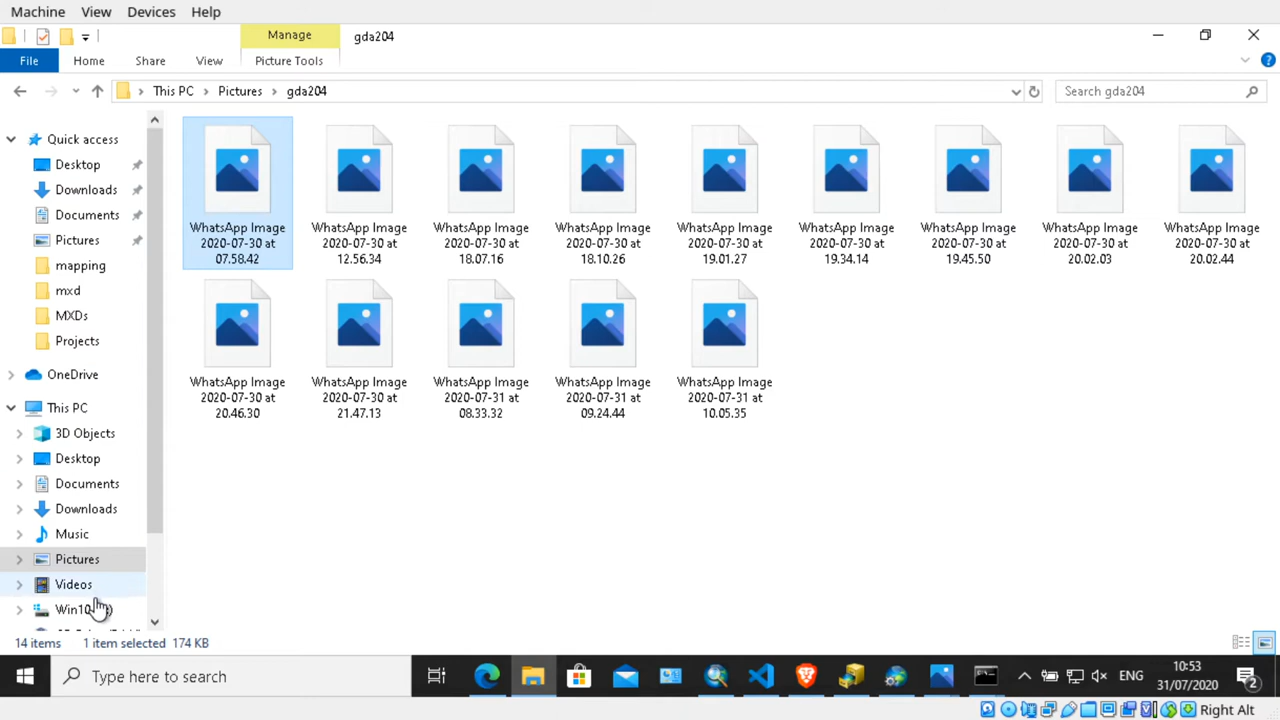 Machine View Devices Help
Manage gda204
File Home Share View Picture Tools
This PC Pictures gda204 Search gda204
Quick access
Desktop
Downloads
Documents
Pictures
mapping
mxd
MXDs
Projects
OneDrive
This PC
3D Objects
Desktop
Documents
Downloads
Music
Pictures
Videos
WhatsApp Image
2020-07-30 at
07.58.42
WhatsApp Image
2020-07-30 at
12.56.34
WhatsApp Image
2020-07-30 at
18.07.16
WhatsApp Image
2020-07-30 at
18.10.26
WhatsApp Image
2020-07-30 at
19.01.27
WhatsApp Image
2020-07-30 at
19.34.14
WhatsApp Image
2020-07-30 at
19.45.50
WhatsApp Image
2020-07-30 at
20.02.03
WhatsApp Image
2020-07-30 at
20.02.44
WhatsApp Image
2020-07-30 at
20.46.30
WhatsApp Image
2020-07-30 at
21.47.13
WhatsApp Image
2020-07-31 at
08.33.32
WhatsApp Image
2020-07-31 at
09.24.44
WhatsApp Image
2020-07-31 at
10.05.35
14 items 1 item selected 174 KB
Type here to search
ENG
10:53
31/07/2020
2
Right Alt